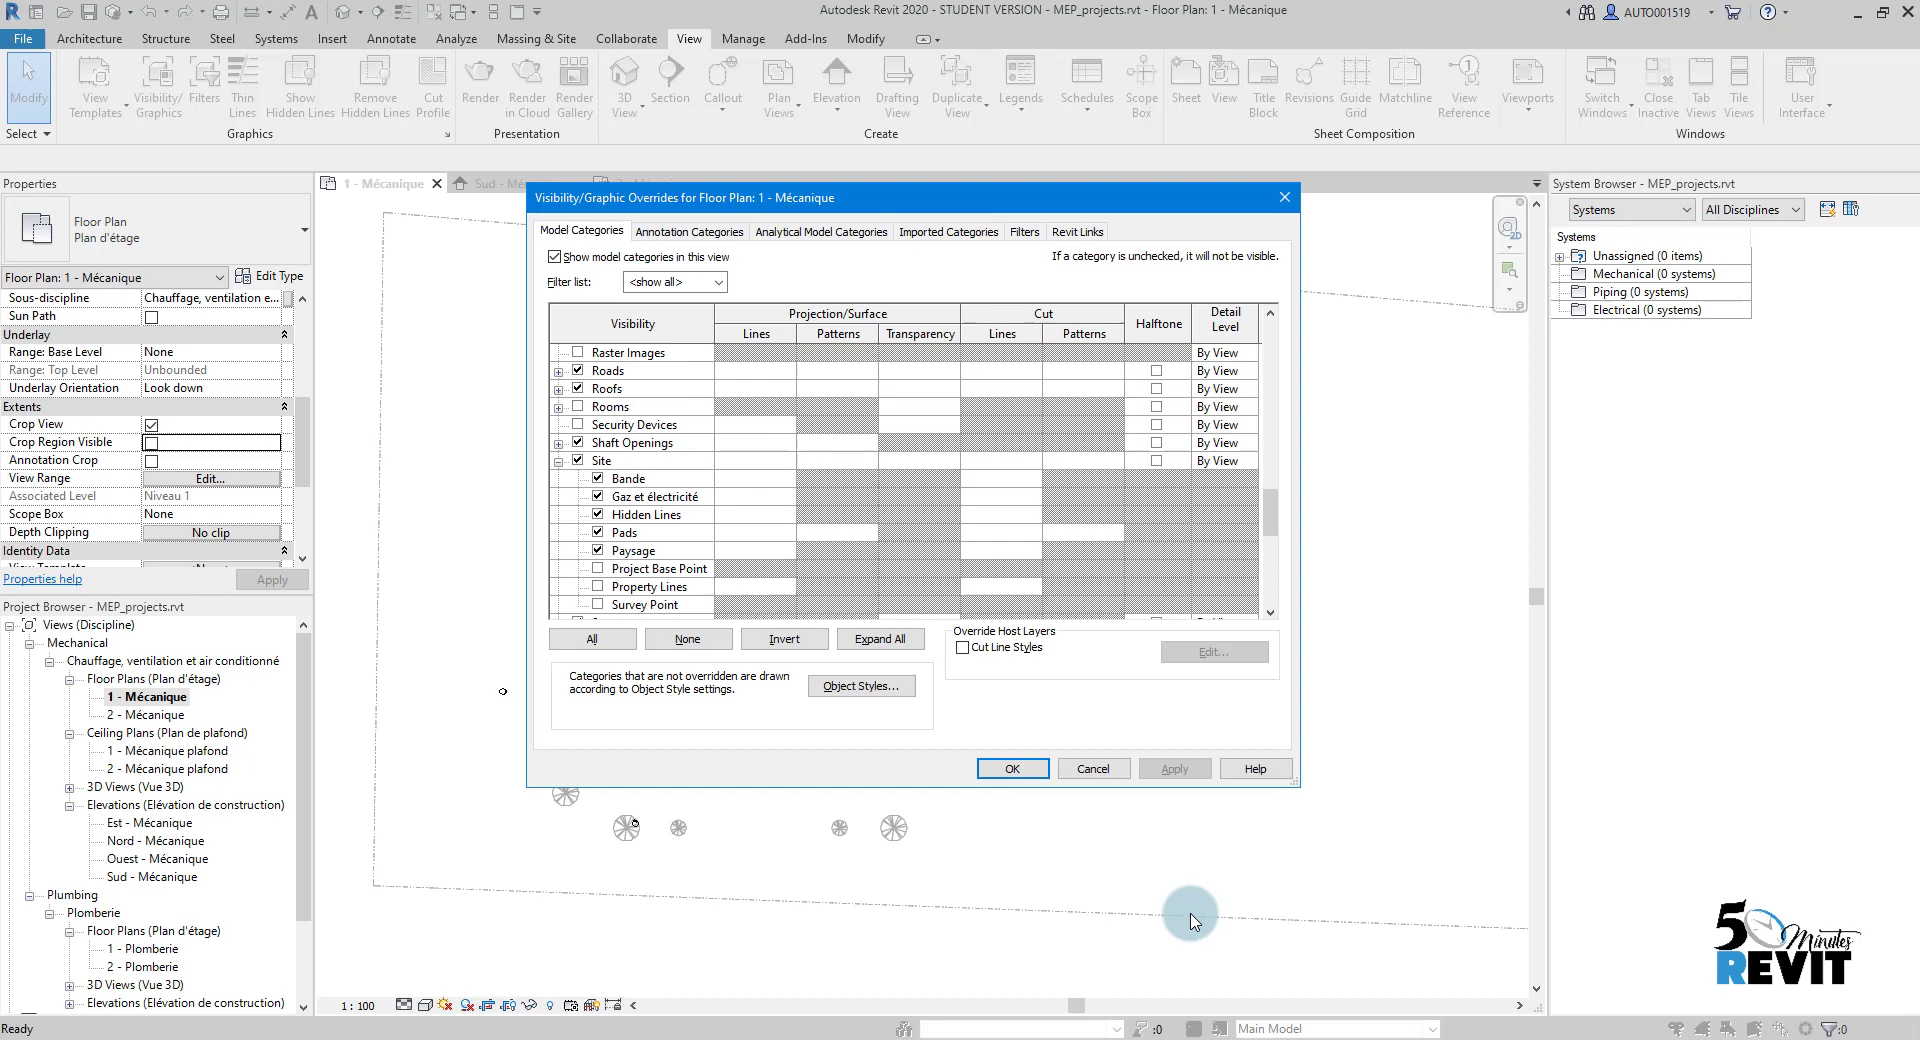 Autodesk Revit 2020 - STUDENT VERSION - MEP_projects.rvt - Floor Plan: 1 - Mécanique
AUTO001519
File Architecture Structure Steel Systems Insert Annotate Analyze Massing & Site Collaborate View Manage Add-Ins Modify
Modify
View Templates
Visibility/ Graphics
Filters
Thin Lines
Show Hidden Lines
Remove Hidden Lines
Cut Profile
Render
Render in Cloud
Render Gallery
3D View
Section
Callout
Plan Views
Elevation
Drafting View
Duplicate View
Legends
Schedules
Scope Box
Sheet
View
Title Block
Revisions
Guide Grid
Matchline
View Reference
Viewports
Switch Windows
Close Inactive
Tab Views
Tile Views
User Interface
Select Graphics Presentation Create Sheet Composition Windows
Properties
Floor Plan
Plan d'étage
Floor Plan: 1 - Mécanique Edit Type
Sous-discipline Chauffage, ventilation e...
Sun Path
Underlay
Range: Base Level None
Range: Top Level Unbounded
Underlay Orientation Look down
Extents
Crop View
Crop Region Visible
Annotation Crop
View Range Edit...
Associated Level Niveau 1
Scope Box None
Depth Clipping No clip
Identity Data
Properties help Apply
Project Browser - MEP_projects.rvt
Views (Discipline)
Mechanical
Chauffage, ventilation et air conditionné
Floor Plans (Plan d'étage)
1 - Mécanique
2 - Mécanique
Ceiling Plans (Plan de plafond)
1 - Mécanique plafond
2 - Mécanique plafond
3D Views (Vue 3D)
Elevations (Elévation de construction)
Est - Mécanique
Nord - Mécanique
Ouest - Mécanique
Sud - Mécanique
Plumbing
Plomberie
Floor Plans (Plan d'étage)
1 - Plomberie
2 - Plomberie
3D Views (Vue 3D)
Elevations (Elévation de construction)
1 - Mécanique Sud - Mé
Visibility/Graphic Overrides for Floor Plan: 1 - Mécanique
Model Categories Annotation Categories Analytical Model Categories Imported Categories Filters Revit Links
Show model categories in this view If a category is unchecked, it will not be visible.
Filter list: <show all>
Visibility Projection/Surface Cut Halftone Detail Level
Lines Patterns Transparency Lines Patterns
Raster Images By View
Roads By View
Roofs By View
Rooms By View
Security Devices By View
Shaft Openings By View
Site By View
Bande
Gaz et électricité
Hidden Lines
Pads
Paysage
Project Base Point
Property Lines
Survey Point
All None Invert Expand All
Override Host Layers
Cut Line Styles Edit...
Categories that are not overridden are drawn
according to Object Style settings.
Object Styles...
OK Cancel Apply Help
System Browser - MEP_projects.rvt
Systems All Disciplines
Systems
Unassigned (0 items)
Mechanical (0 systems)
Piping (0 systems)
Electrical (0 systems)
2D
5 Minutes
REVIT
1 : 100
Ready :0 Main Model :0